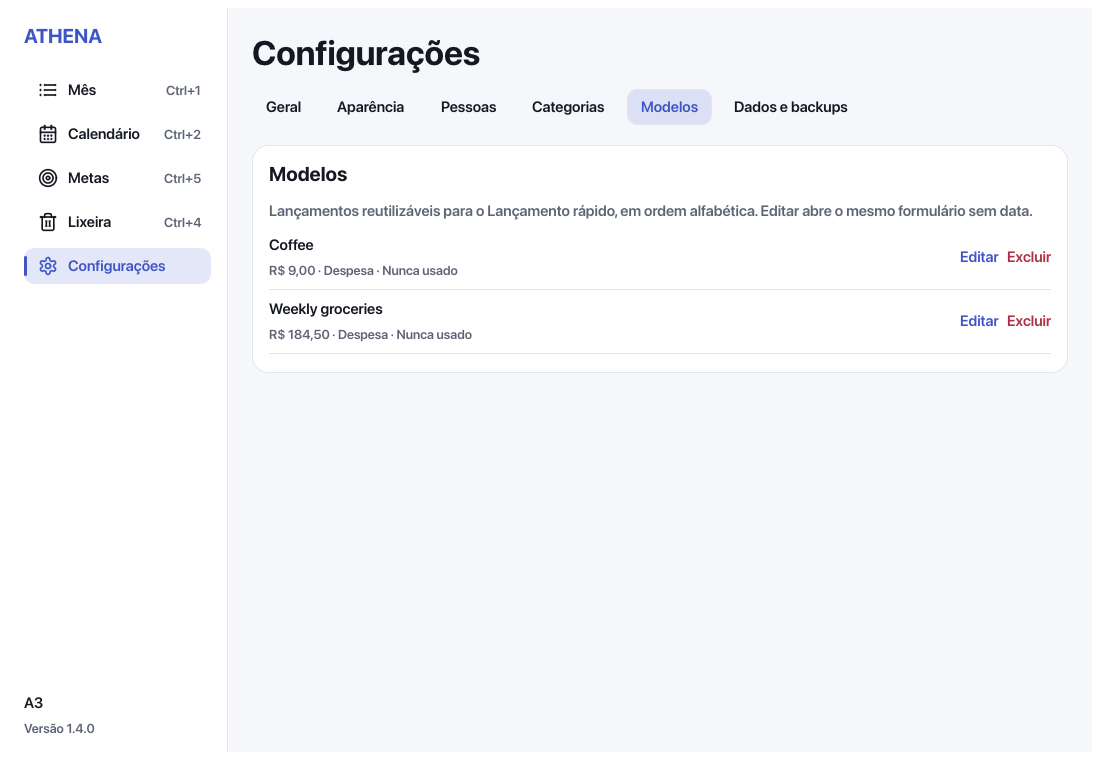 ATHENA
Mês Ctrl+1
Calendário Ctrl+2
Metas Ctrl+5
Lixeira Ctrl+4
Configurações
A3
Versão 1.4.0
Configurações
Geral Aparência Pessoas Categorias Modelos Dados e backups
Modelos
Lançamentos reutilizáveis para o Lançamento rápido, em ordem alfabética. Editar abre o mesmo formulário sem data.
Coffee
R$ 9,00 · Despesa · Nunca usado
Editar Excluir
Weekly groceries
R$ 184,50 · Despesa · Nunca usado
Editar Excluir